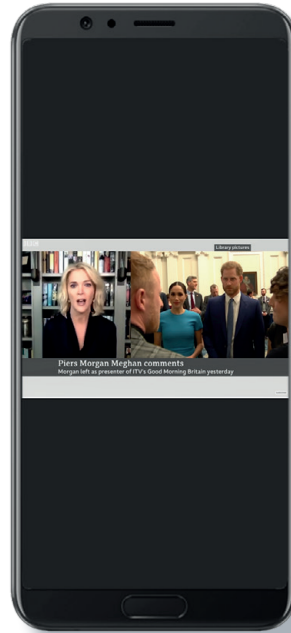 Library pictures
Piers Morgan Meghan comments
Morgan left as presenter of ITV's Good Morning Britain yesterday